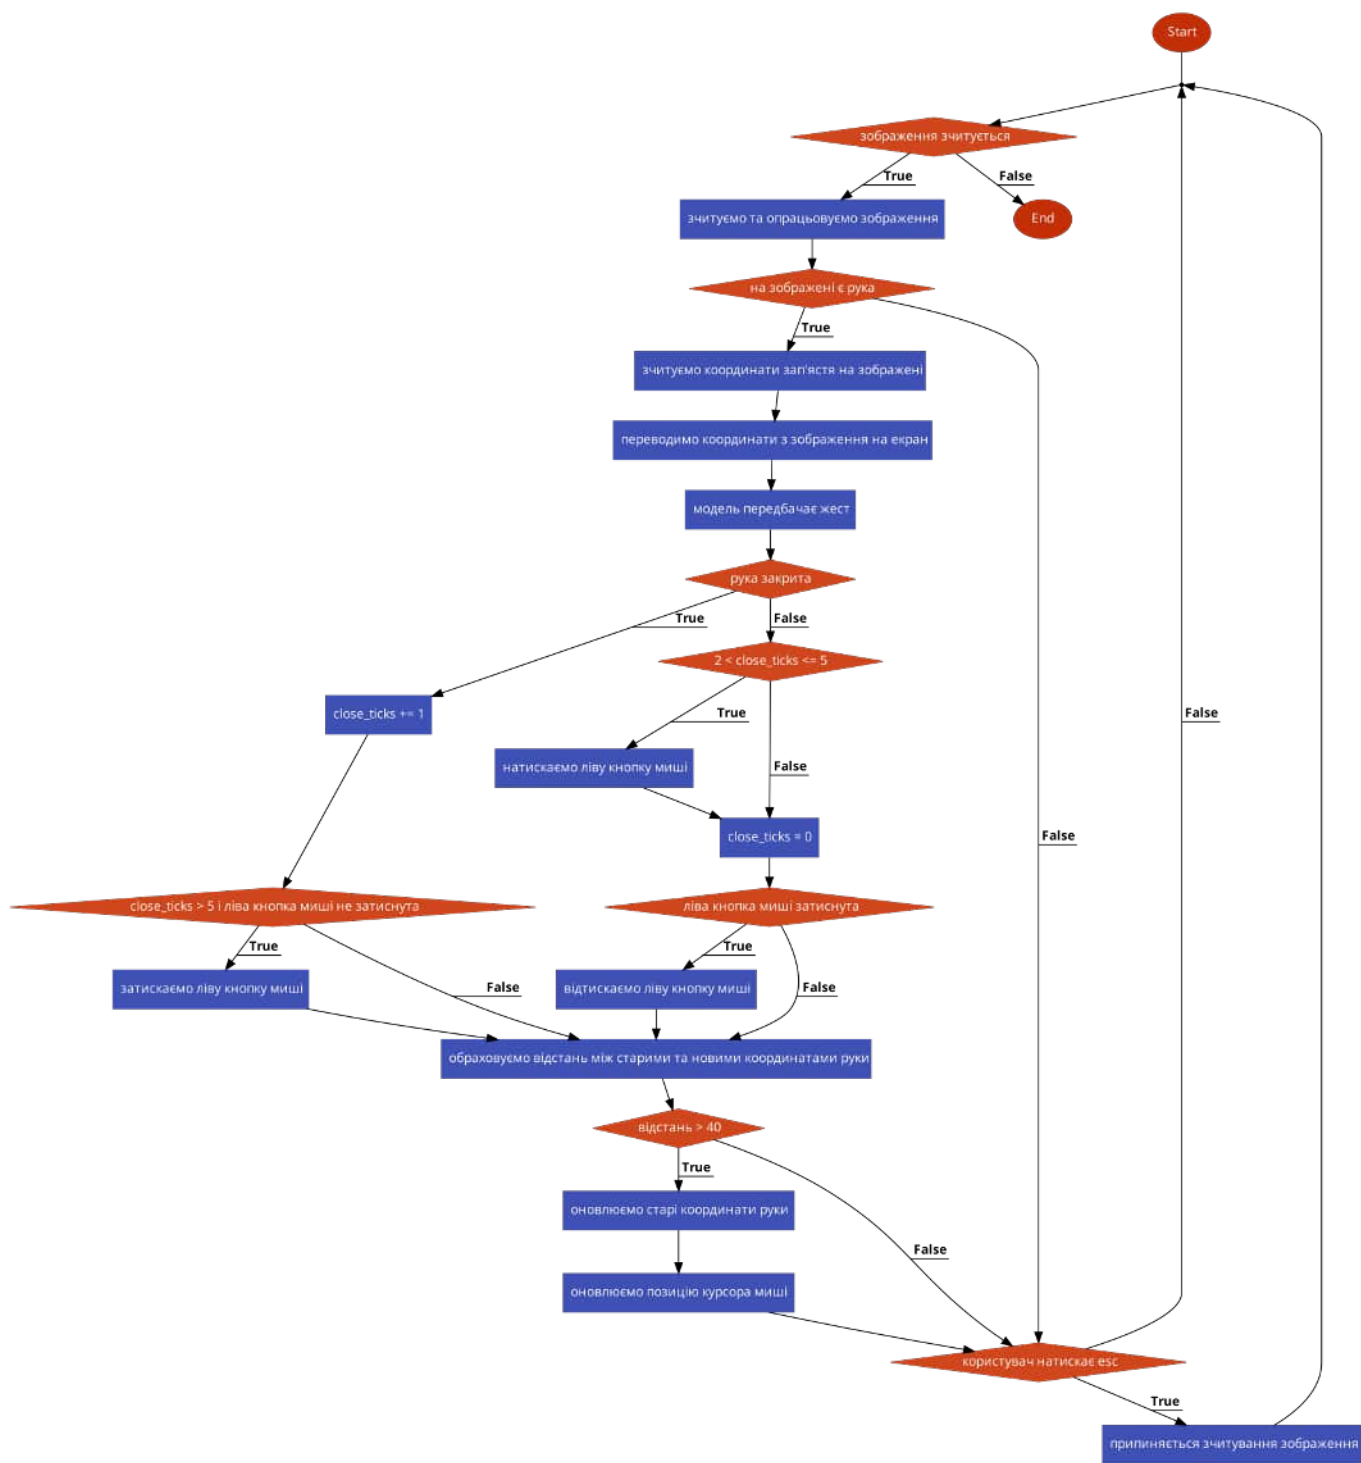 Start
зображення зчитується
True
False
зчитуємо та опрацьовуємо зображення
End
на зображені є рука
True
зчитуємо координати зап'ястя на зображені
переводимо координати з зображення на екран
модель передбачає жест
рука закрита
True
False
2 < close_ticks <= 5
close_ticks += 1
True
False
натискаємо ліву кнопку миші
False
close_ticks = 0
False
close_ticks > 5 і ліва кнопка миші не затиснута
ліва кнопка миші затиснута
True
True
затискаємо ліву кнопку миші
False
відтискаємо ліву кнопку миші
False
обраховуємо відстань між старими та новими координатами руки
відстань > 40
True
оновлюємо старі координати руки
False
оновлюємо позицію курсора миші
користувач натискає esc
True
припиняється зчитування зображення